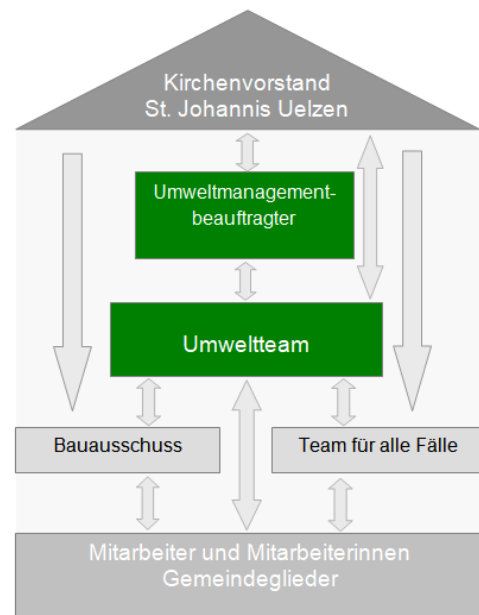 Kirchenvorstand
St. Johannis Uelzen
Umweltmanagement-
beauftragter
Umweltteam
Bauausschuss
Team für alle Fälle
Mitarbeiter und Mitarbeiterinnen
Gemeindeglieder